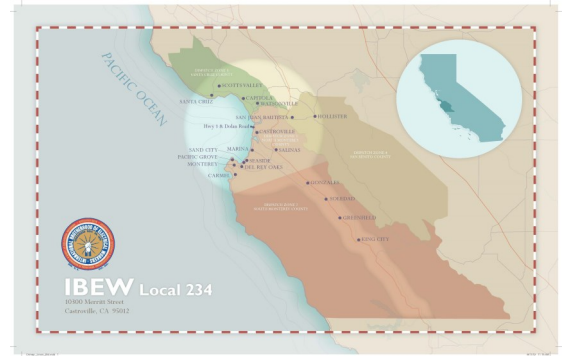 PACIFIC OCEAN
SCOTTS VALLEY
SANTA CRUZ
CAPITOLA
WATSONVILLE
SAN JUAN BAUTISTA
HOLLISTER
Hwy 1 & Dolan Road
CASTROVILLE
SAND CITY
MARINA
SALINAS
PACIFIC GROVE
SEASIDE
MONTEREY
DEL REY OAKS
CARMEL
GONZALES
SOLEDAD
GREENFIELD
KING CITY
IBEW Local 234
10300 Merritt Street
Castroville, CA 95012